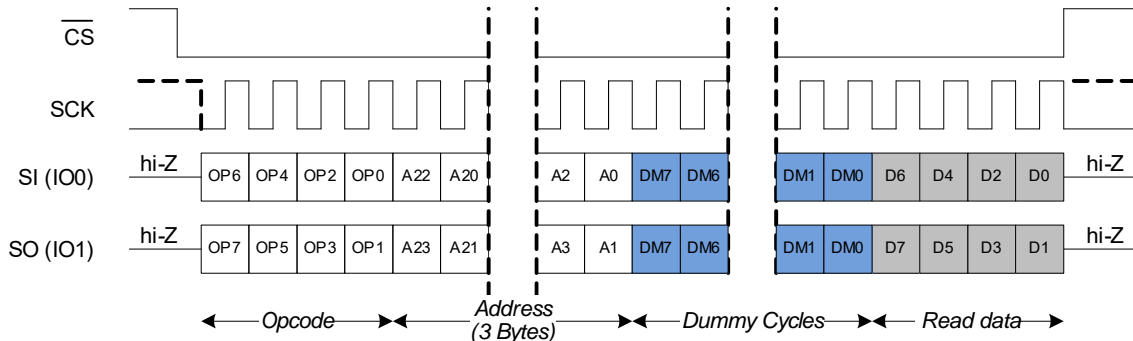 CS
SCK
SI (IO0) hi-Z OP6 OP4 OP2 OP0 A22 A20 A2 A0 DM7 DM6 DM1 DM0 D6 D4 D2 D0 hi-Z
SO (IO1) hi-Z OP7 OP5 OP3 OP1 A23 A21 A3 A1 DM7 DM6 DM1 DM0 D7 D5 D3 D1 hi-Z
Opcode Address Dummy Cycles Read data
(3 Bytes)